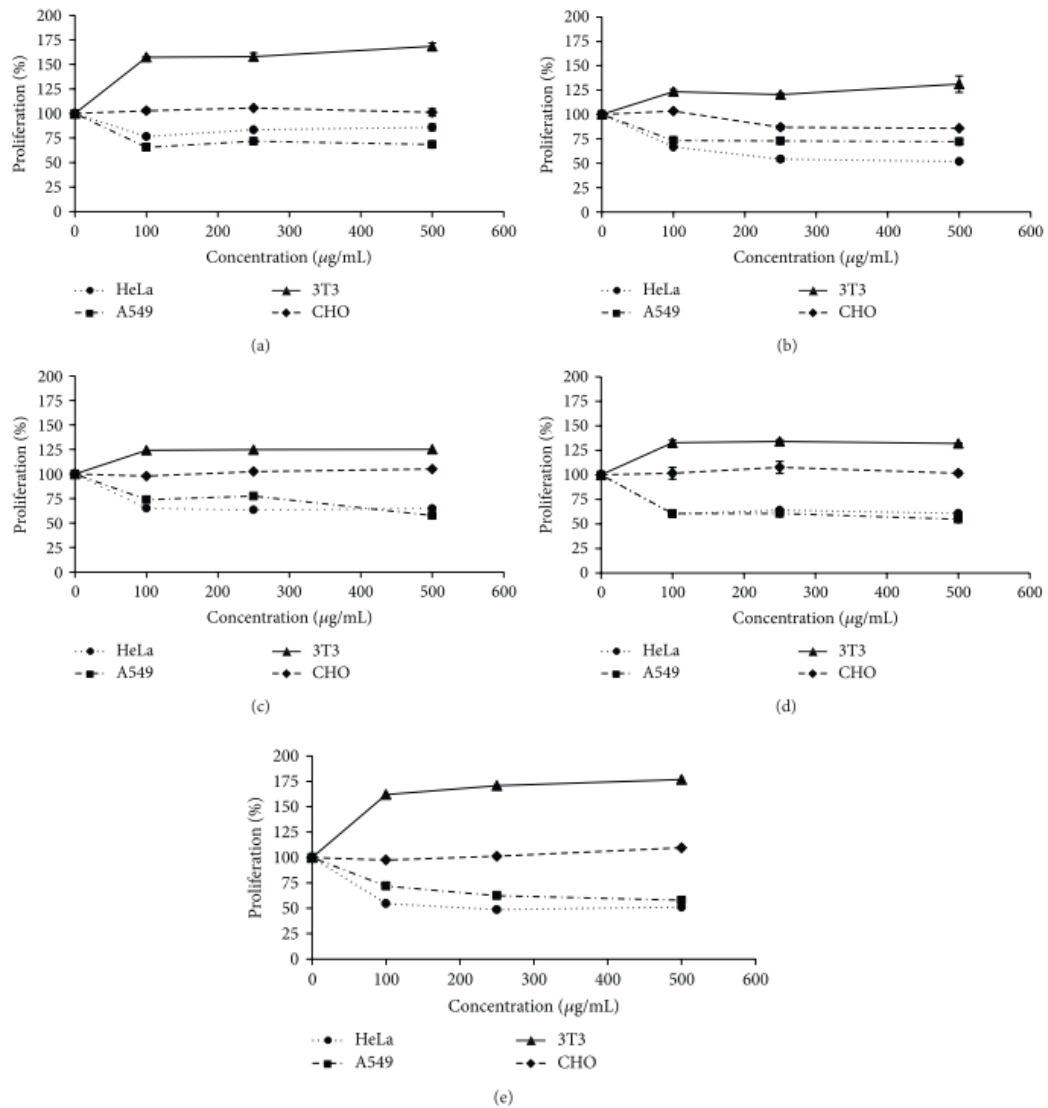 200
175
150
125
100
75
50
25
0
Proliferation (%)
0 100 200 300 400 500 600
Concentration (μg/mL)
HeLa 3T3
A549 CHO
(a)
200
175
150
125
100
75
50
25
0
Proliferation (%)
0 100 200 300 400 500 600
Concentration (μg/mL)
HeLa 3T3
A549 CHO
(b)
200
175
150
125
100
75
50
25
0
Proliferation (%)
0 100 200 300 400 500 600
Concentration (μg/mL)
HeLa 3T3
A549 CHO
(c)
200
175
150
125
100
75
50
25
0
Proliferation (%)
0 100 200 300 400 500 600
Concentration (μg/mL)
HeLa 3T3
A549 CHO
(d)
200
175
150
125
100
75
50
25
0
Proliferation (%)
0 100 200 300 400 500 600
Concentration (μg/mL)
HeLa 3T3
A549 CHO
(e)